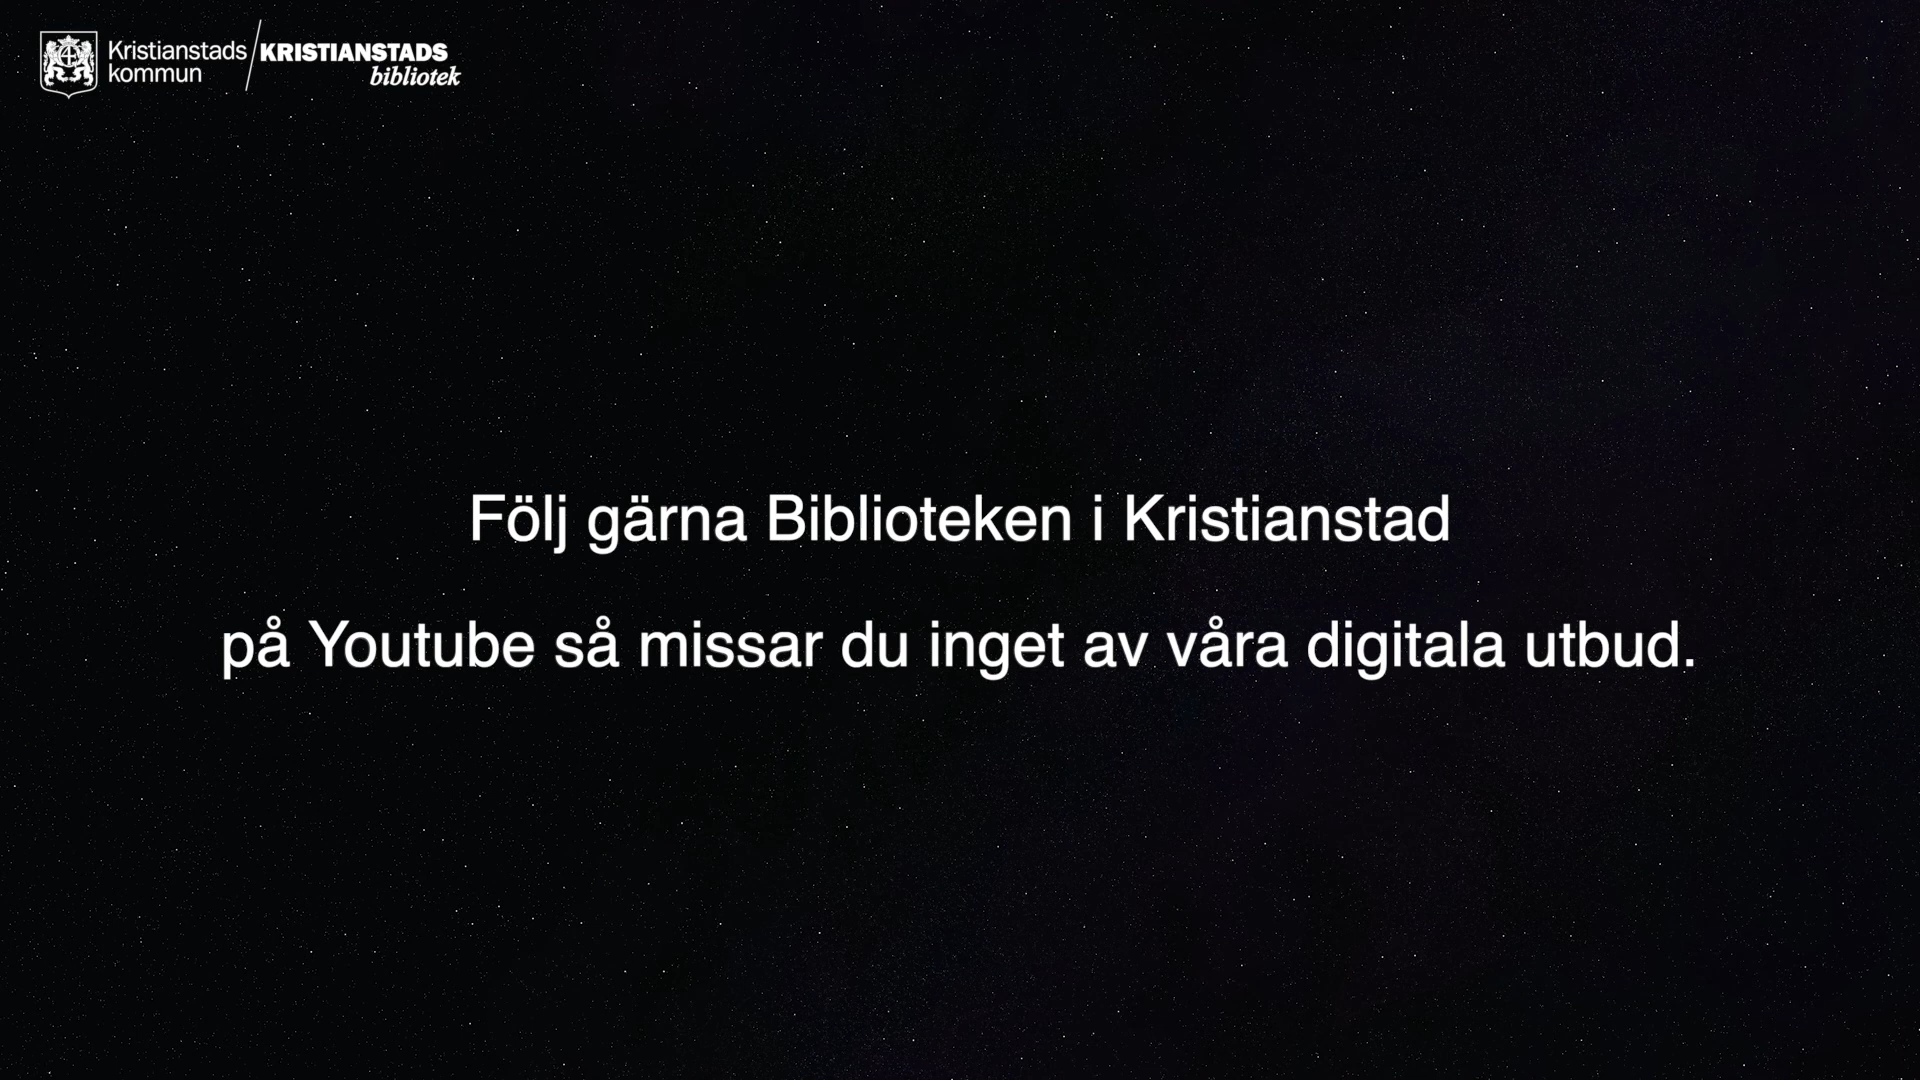 Kristianstads
kommun
KRISTIANSTADS
bibliotek
Följ gärna Biblioteken i Kristianstad
på Youtube så missar du inget av våra digitala utbud.